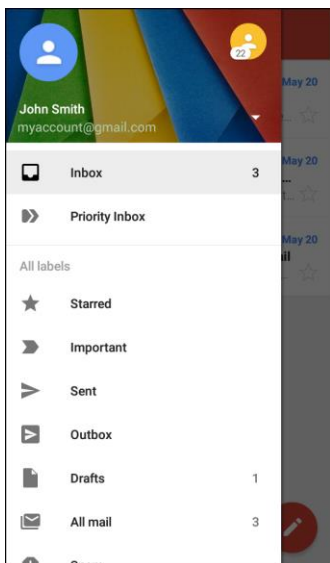 22
John Smith
myaccount@gmail.com
May 20
Inbox 3
May 20
Priority Inbox
All labels
May 20
Starred
Important
Sent
Outbox
Drafts 1
All mail 3